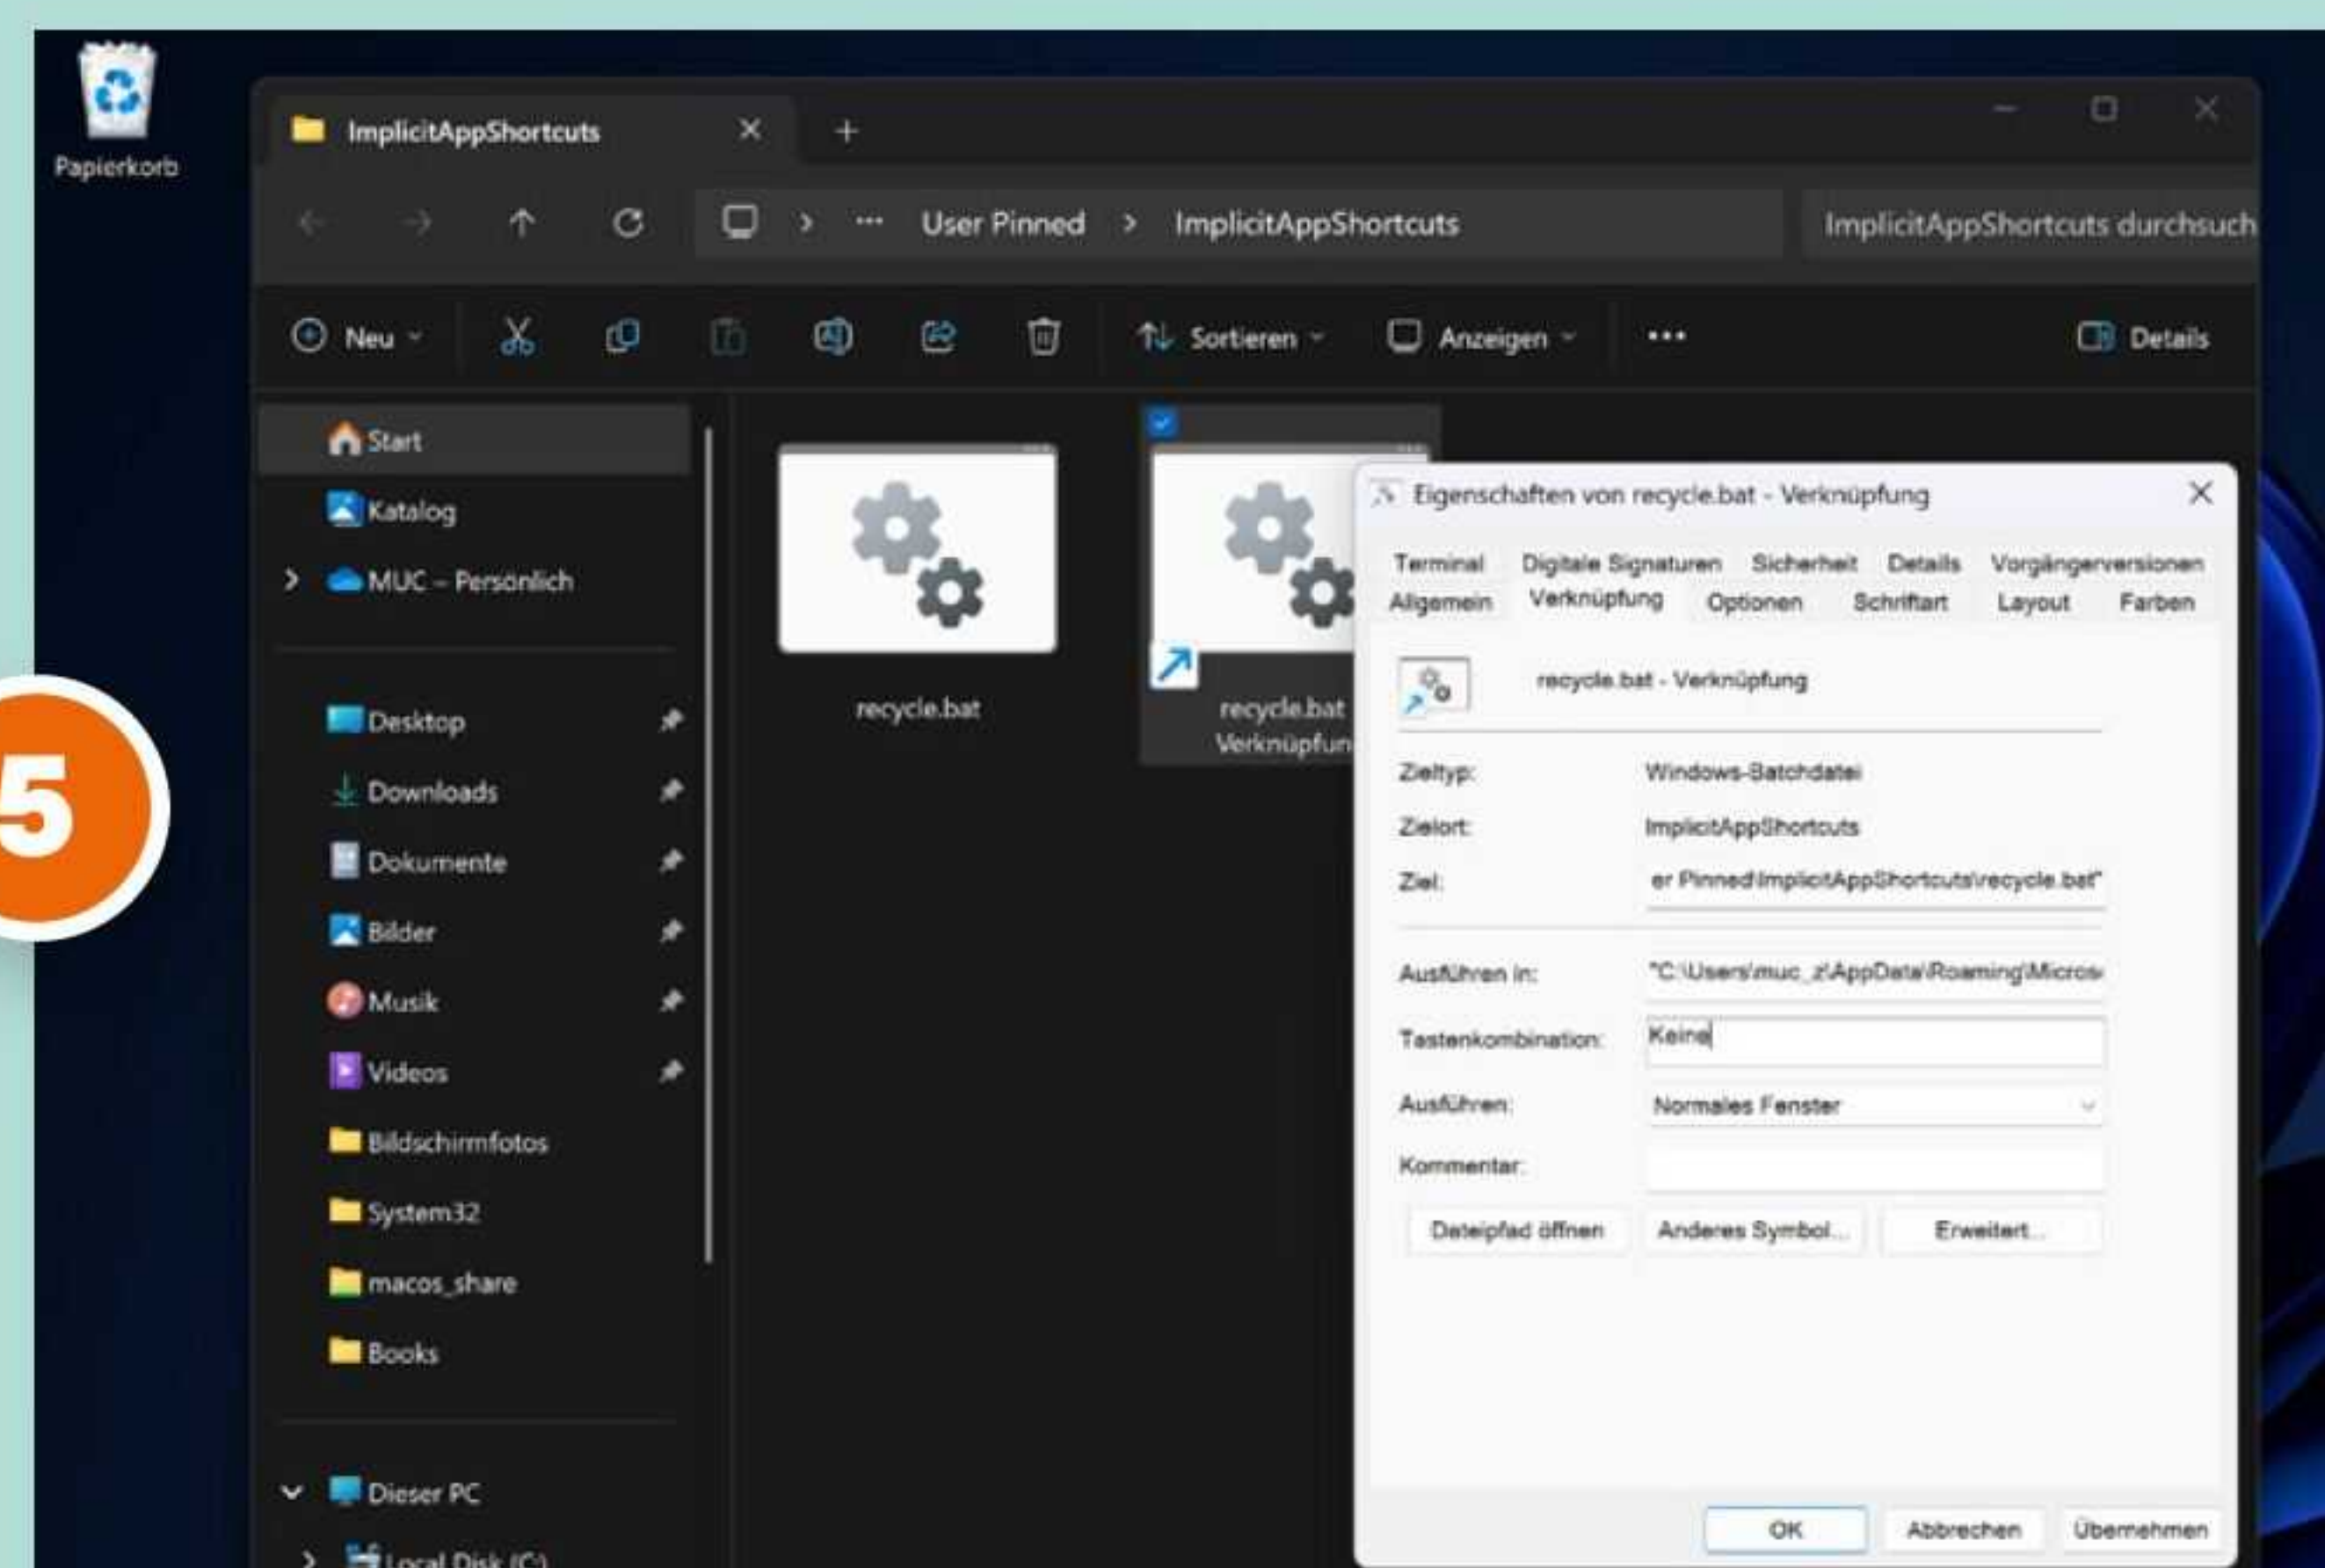 Papierkorb
ImplicitAppShortcuts
User Pinned > ImplicitAppShortcuts
ImplicitAppShortcuts durchsuch
Neu
Sortieren
Anzeigen
Details
Start
Katalog
MUC – Persönlich
Desktop
Downloads
Dokumente
Bilder
Musik
Videos
Bildschirmfotos
System32
macos_share
Books
Dieser PC
Local Disk (C:)
5
recycle.bat
recycle.bat
Verknüpfun
Eigenschaften von recycle.bat - Verknüpfung
Terminal Digitale Signaturen Sicherheit Details Vorgängerversionen
Allgemein Verknüpfung Optionen Schriftart Layout Farben
recycle.bat - Verknüpfung
Zieltyp: Windows-Batchdatei
Zielort: ImplicitAppShortcuts
Ziel: er Pinned\ImplicitAppShortcuts\recycle.bat"
Ausführen in: "C:\Users\muc_z\AppData\Roaming\Micros
Tastenkombination: Keine
Ausführen: Normales Fenster
Kommentar:
Dateipfad öffnen Anderes Symbol... Erweitert...
OK Abbrechen Übernehmen